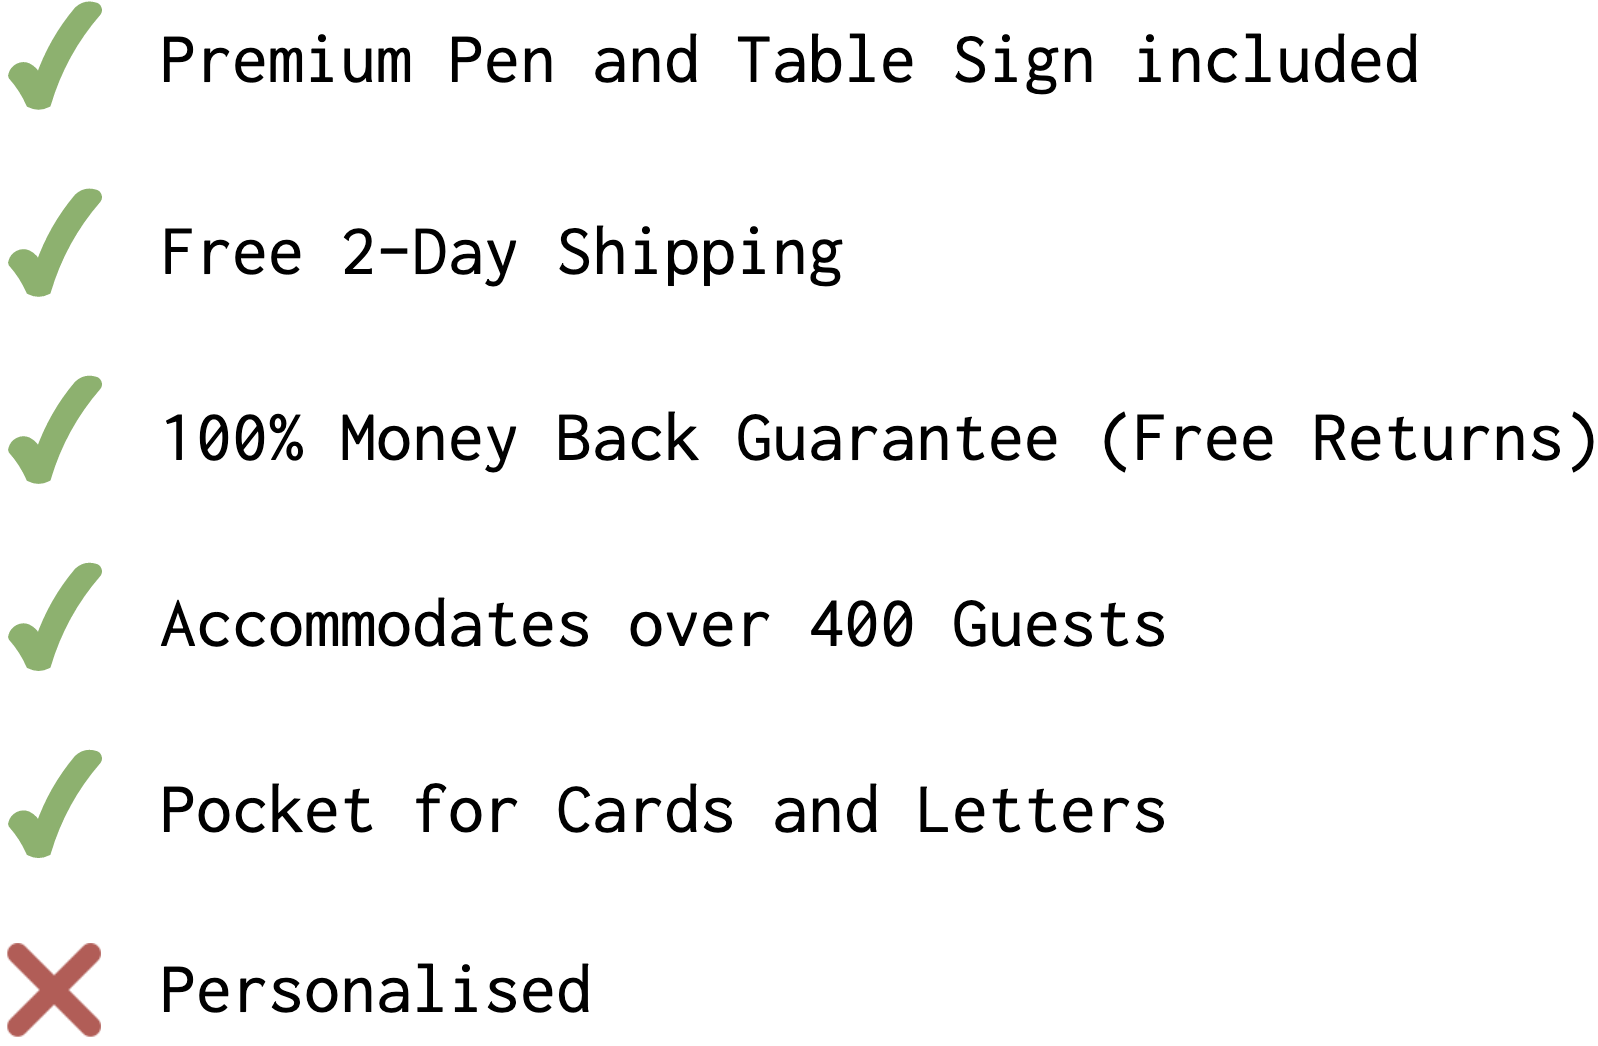 Premium Pen and Table Sign included
Free 2-Day Shipping
100% Money Back Guarantee (Free Returns)
Accommodates over 400 Guests
Pocket for Cards and Letters
Personalised